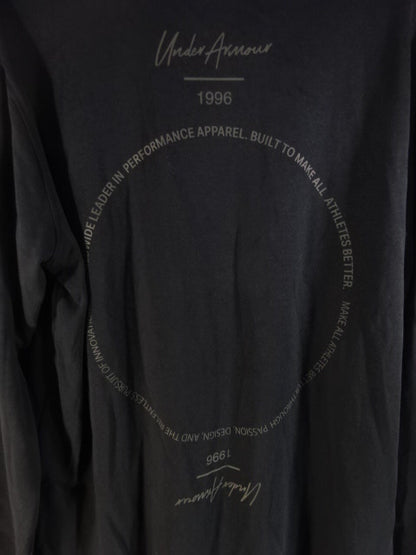 Under Armour
1996
WIDE LEADER IN PERFORMANCE APPAREL. BUILT TO MAKE ALL ATHLETES BETTER.
MAKE ALL ATHLETES BETTER THROUGH PASSION, DESIGN, AND THE RELENTLESS PURSUIT OF INNOVATI
1996
Under Armour